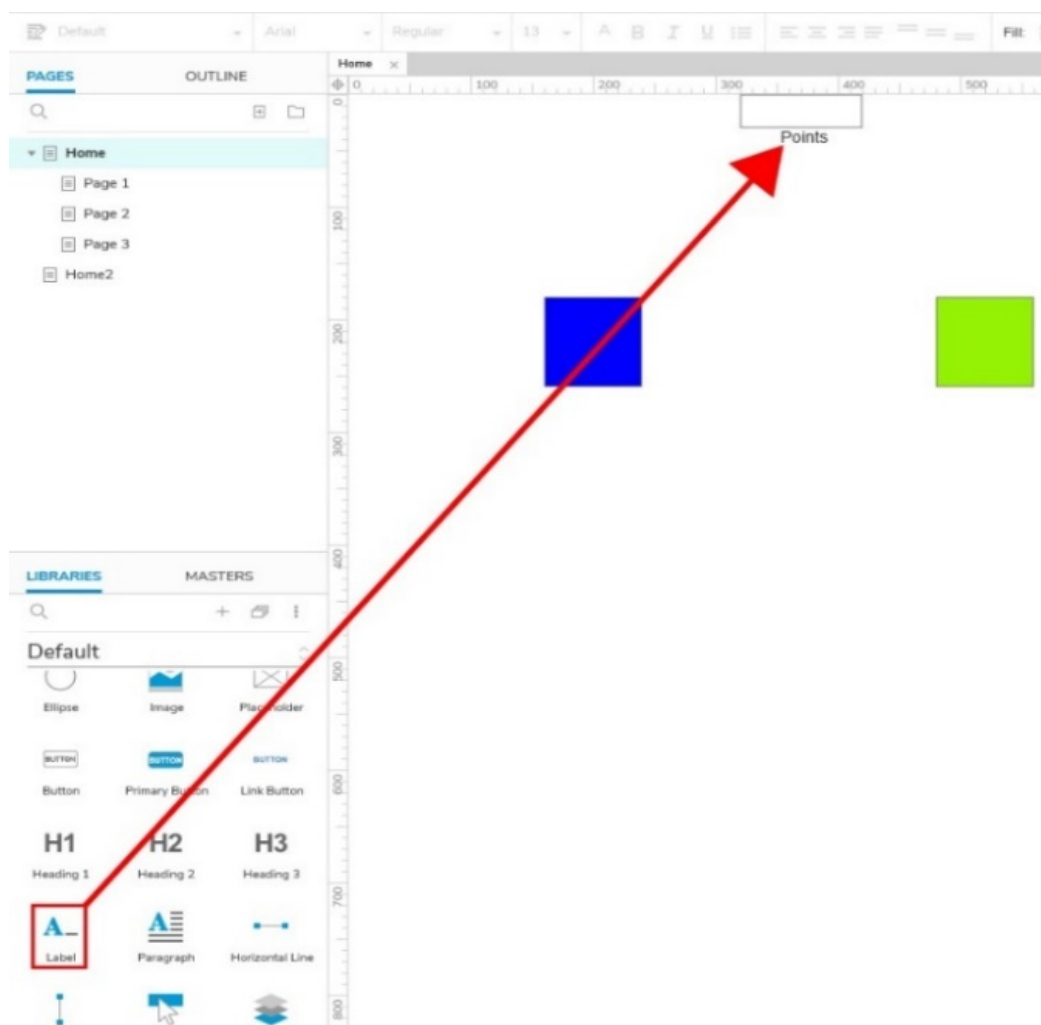 Default Arial Regular 13 A B I U Fill:
PAGES OUTLINE
Home
0 100 200 300 400 500
Home
Page 1
Page 2
Page 3
Home2
0
100
200
300
400
500
600
700
800
Points
LIBRARIES MASTERS
Default
Ellipse Image Placeholder
BUTTON BUTTON BUTTON
Button Primary Button Link Button
H1 H2 H3
Heading 1 Heading 2 Heading 3
A A
Label Paragraph Horizontal Line